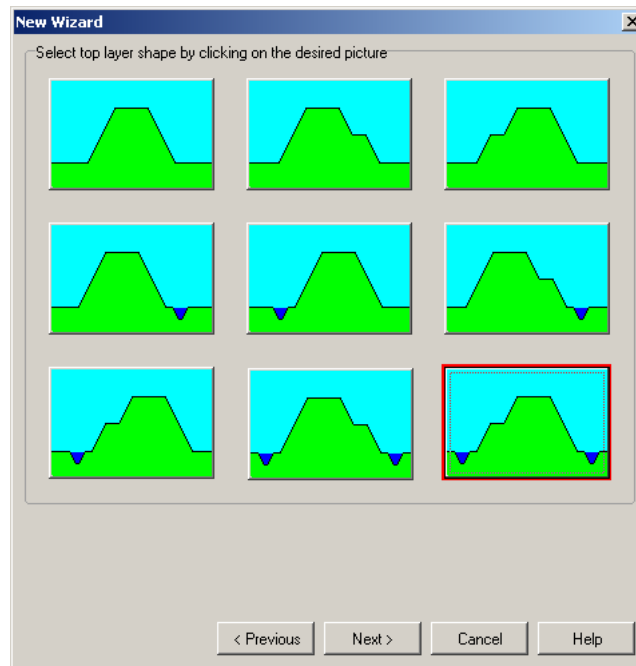 New Wizard
Select top layer shape by clicking on the desired picture
< Previous
Next >
Cancel
Help